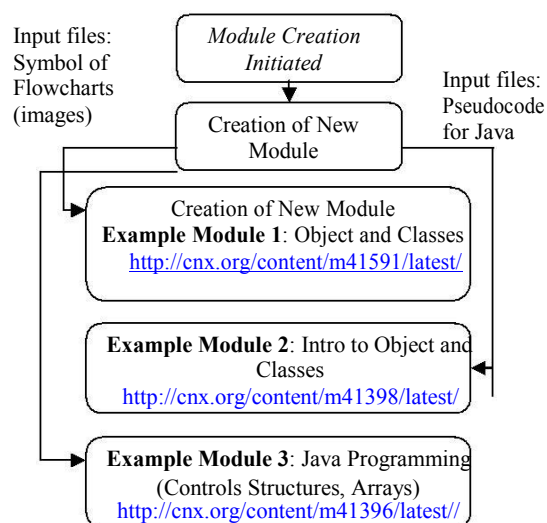 Input files:
Symbol of
Flowcharts
(images)
Module Creation
Initiated
Input files:
Pseudocode
for Java
Creation of New
Module
Creation of New Module
Example Module 1: Object and Classes
http://cnx.org/content/m41591/latest/
Example Module 2: Intro to Object and
Classes
http://cnx.org/content/m41398/latest/
Example Module 3: Java Programming
(Controls Structures, Arrays)
http://cnx.org/content/m41396/latest//